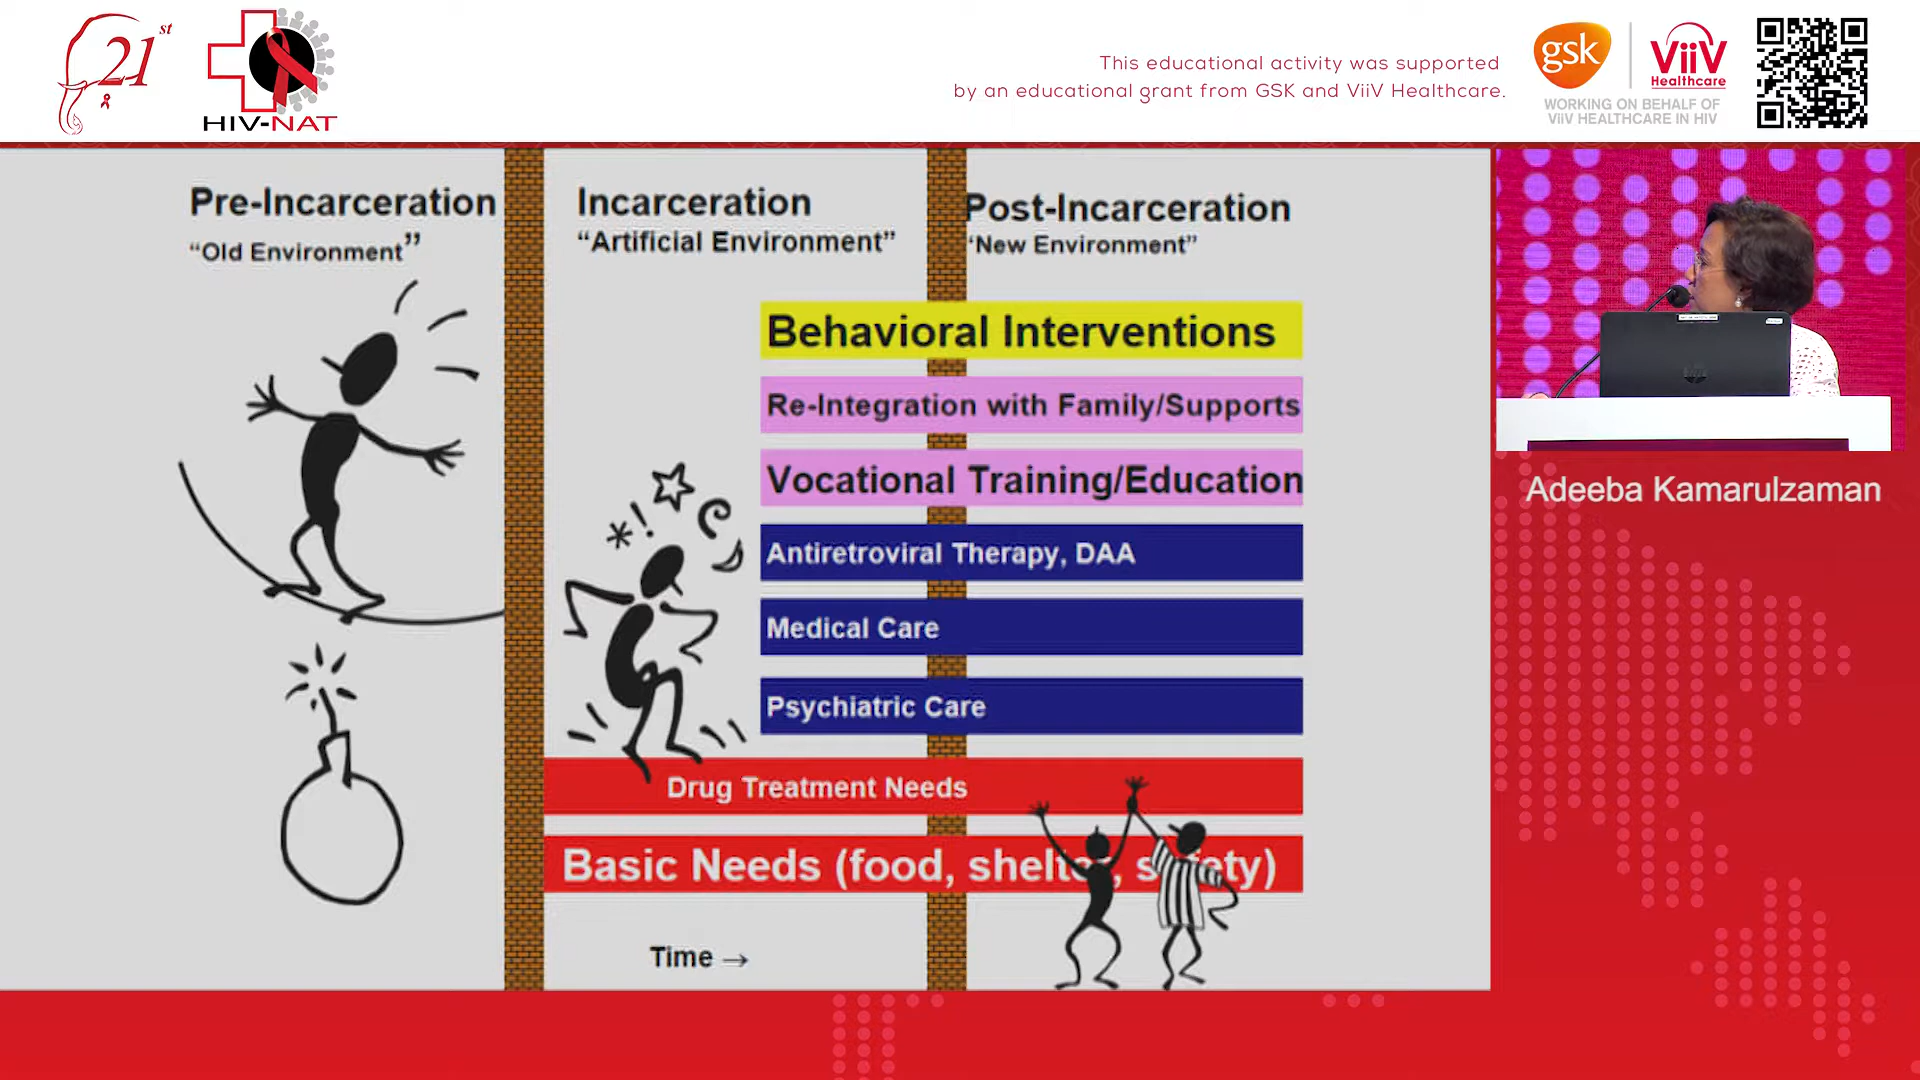 21st
HIV-NAT
This educational activity was supported
by an educational grant from GSK and ViiV Healthcare.
gsk
ViiV
Healthcare
WORKING ON BEHALF OF
ViiV HEALTHCARE IN HIV
Pre-Incarceration
“Old Environment”
Incarceration
“Artificial Environment”
Post-Incarceration
‘New Environment”
Behavioral Interventions
Re-Integration with Family/Supports
Vocational Training/Education
Antiretroviral Therapy, DAA
Medical Care
Psychiatric Care
*!
Drug Treatment Needs
Basic Needs (food, shelter, safety)
Time →
Adeeba Kamarulzaman